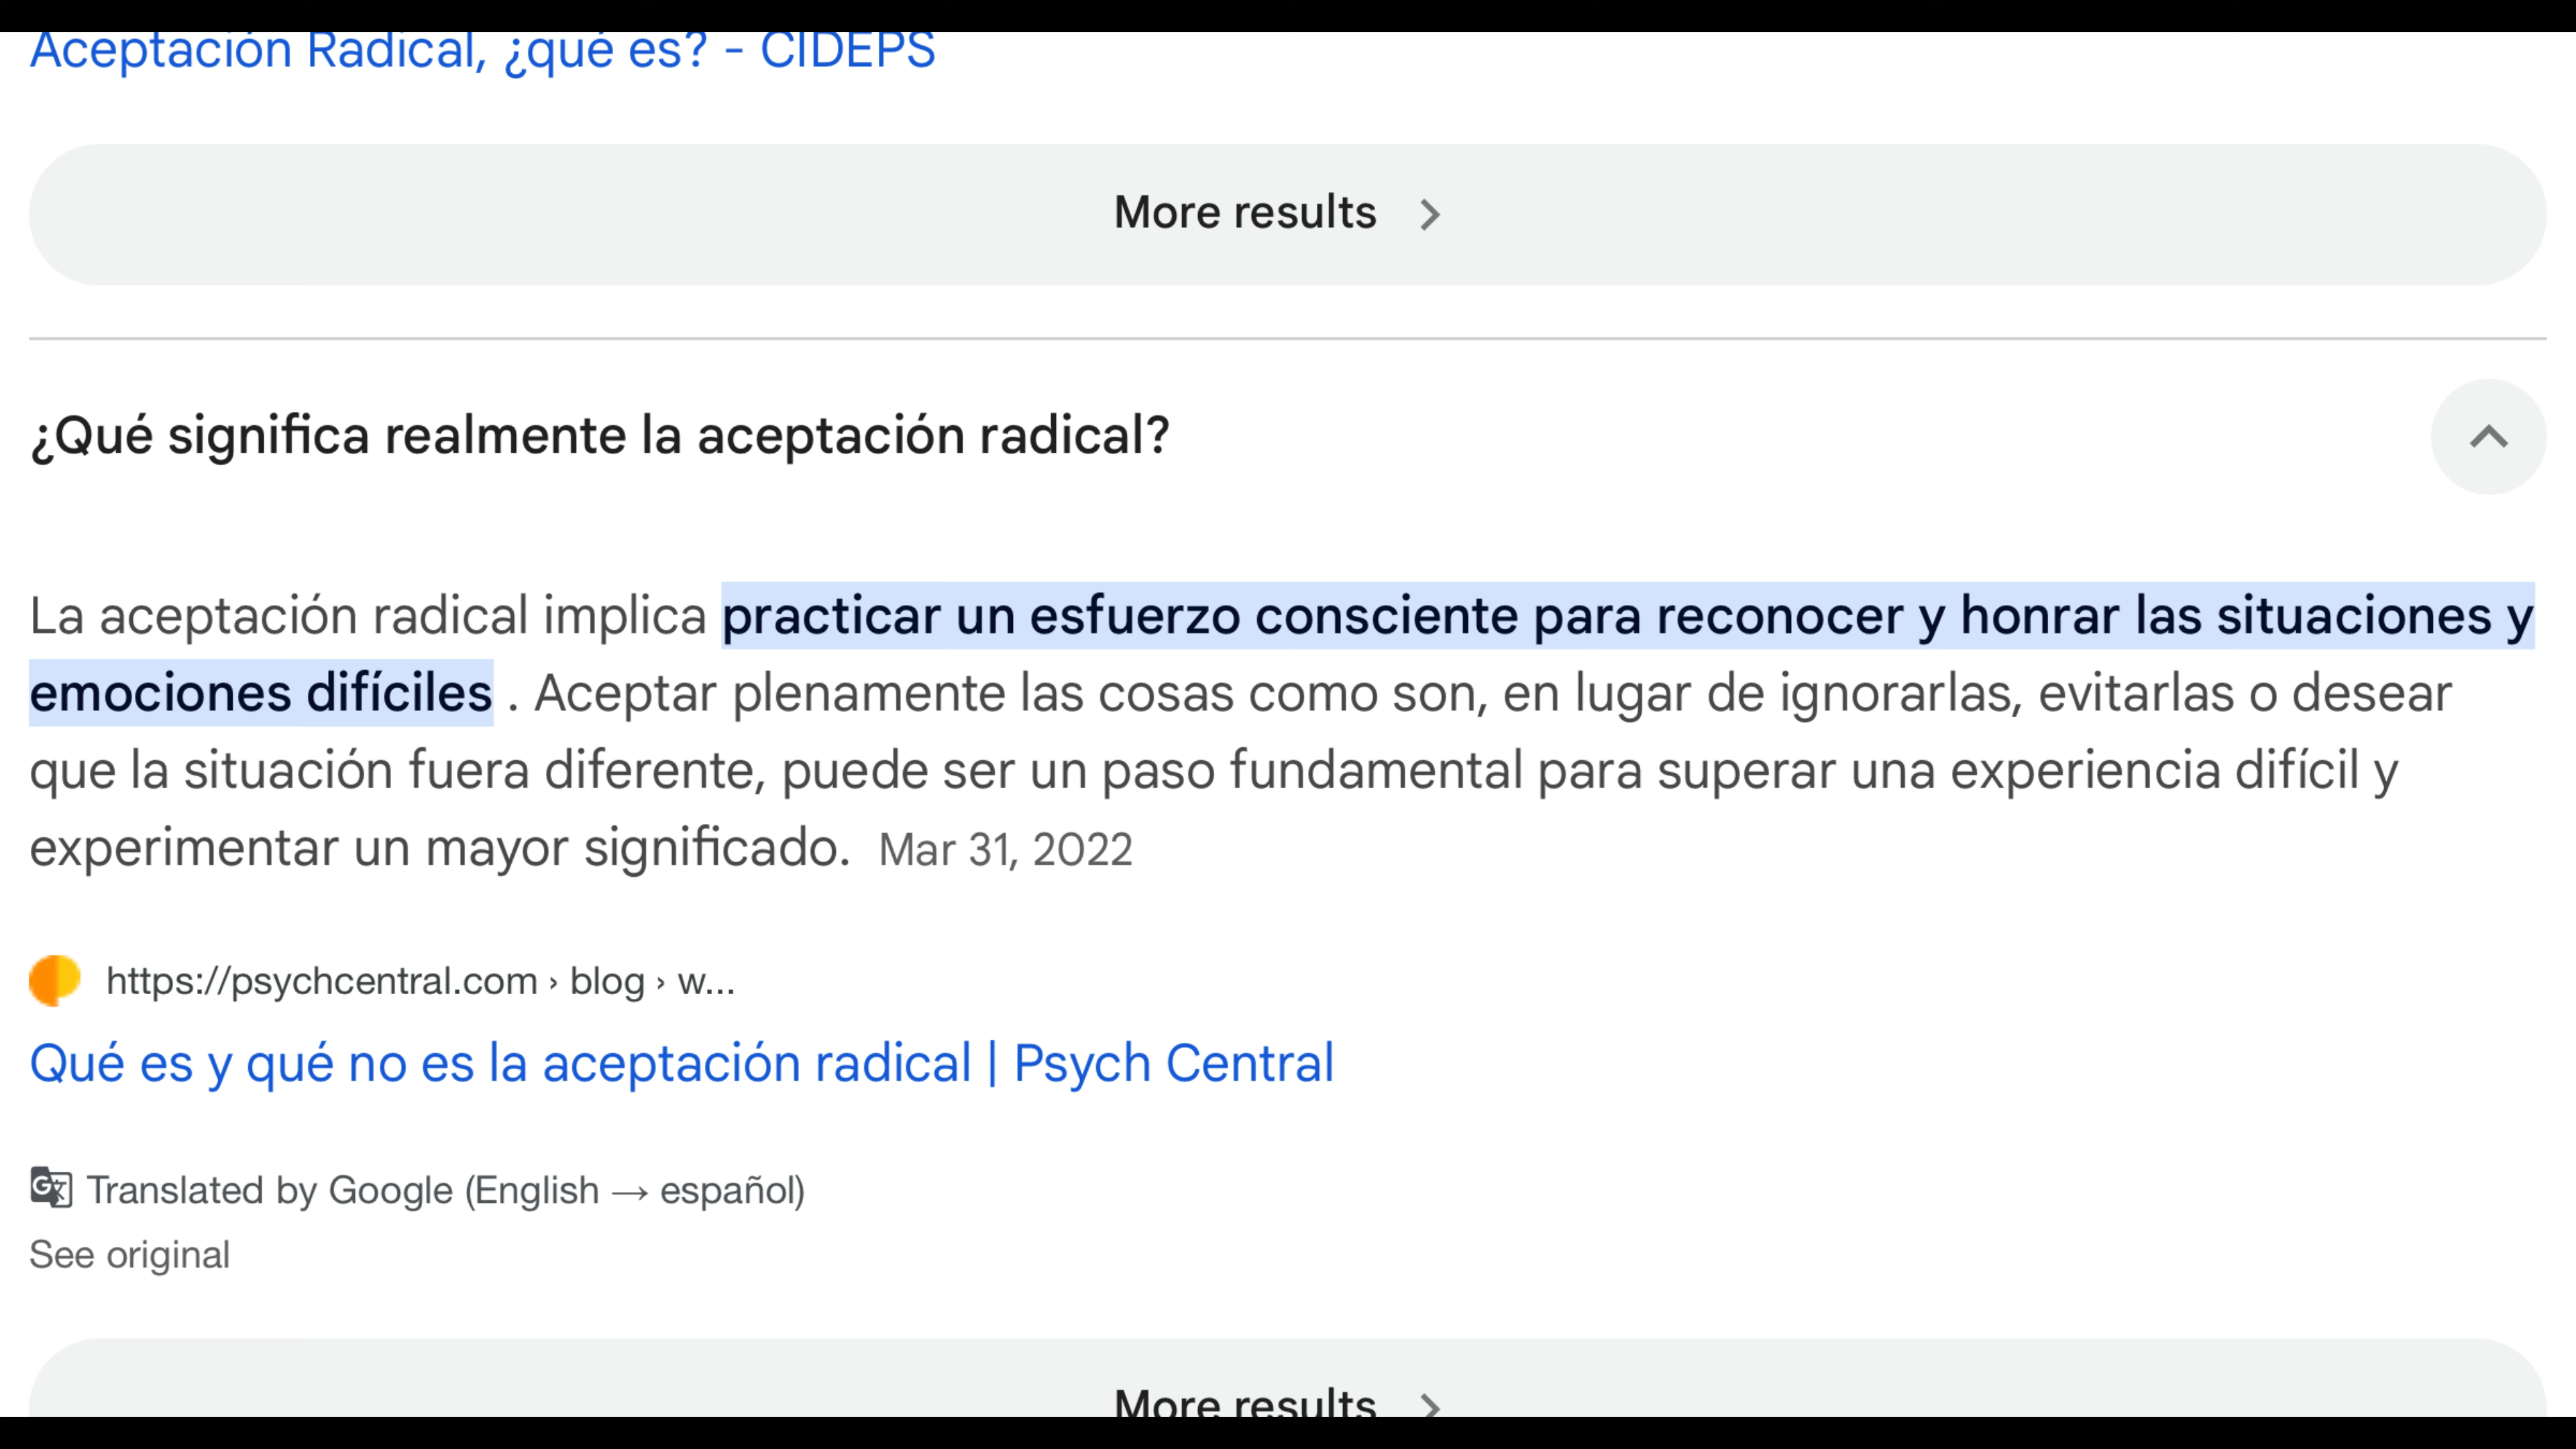 Aceptación Radical, ¿qué es? - CIDEPS
More results
¿Qué significa realmente la aceptación radical?
La aceptación radical implica practicar un esfuerzo consciente para reconocer y honrar las situaciones y
emociones difíciles . Aceptar plenamente las cosas como son, en lugar de ignorarlas, evitarlas o desear
que la situación fuera diferente, puede ser un paso fundamental para superar una experiencia difícil y
experimentar un mayor significado. Mar 31, 2022
https://psychcentral.com › blog › w...
Qué es y qué no es la aceptación radical | Psych Central
Translated by Google (English → español)
See original
More results